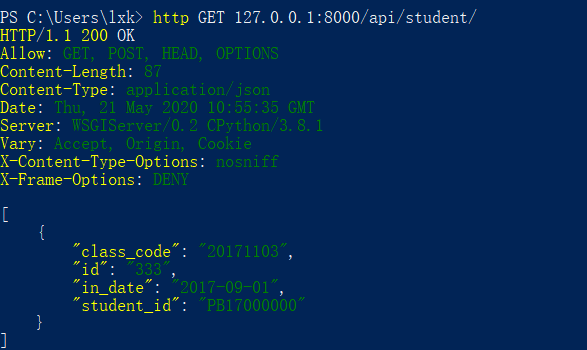 PS C:\Users\lxk> http GET 127.0.0.1:8000/api/student/
HTTP/1.1 200 OK
Allow: GET, POST, HEAD, OPTIONS
Content-Length: 87
Content-Type: application/json
Date: Thu, 21 May 2020 10:55:35 GMT
Server: WSGIServer/0.2 CPython/3.8.1
Vary: Accept, Origin, Cookie
X-Content-Type-Options: nosniff
X-Frame-Options: DENY

[
    {
        "class_code": "20171103",
        "id": "333",
        "in_date": "2017-09-01",
        "student_id": "PB17000000"
    }
]